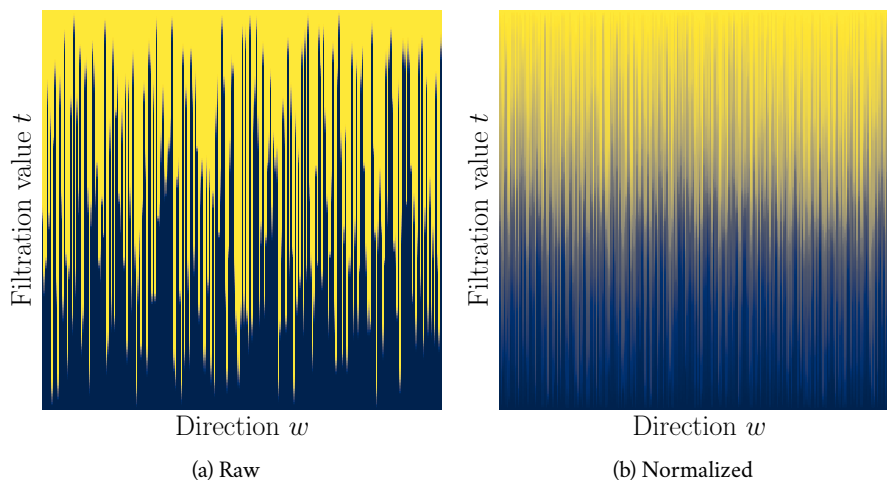 Filtration value t
Direction w
(a) Raw
Filtration value t
Direction w
(b) Normalized